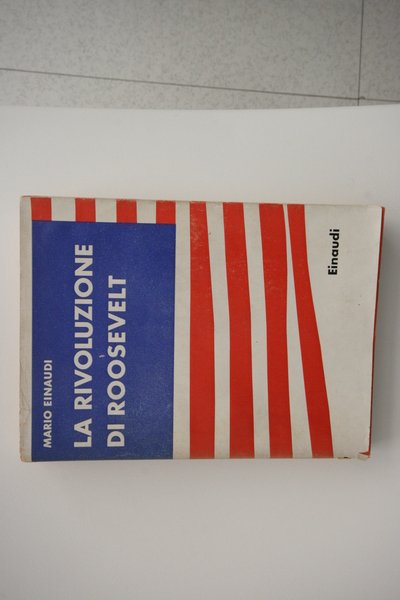 MARIO EINAUDI
LA RIVOLUZIONE
DI ROOSEVELT
Einaudi